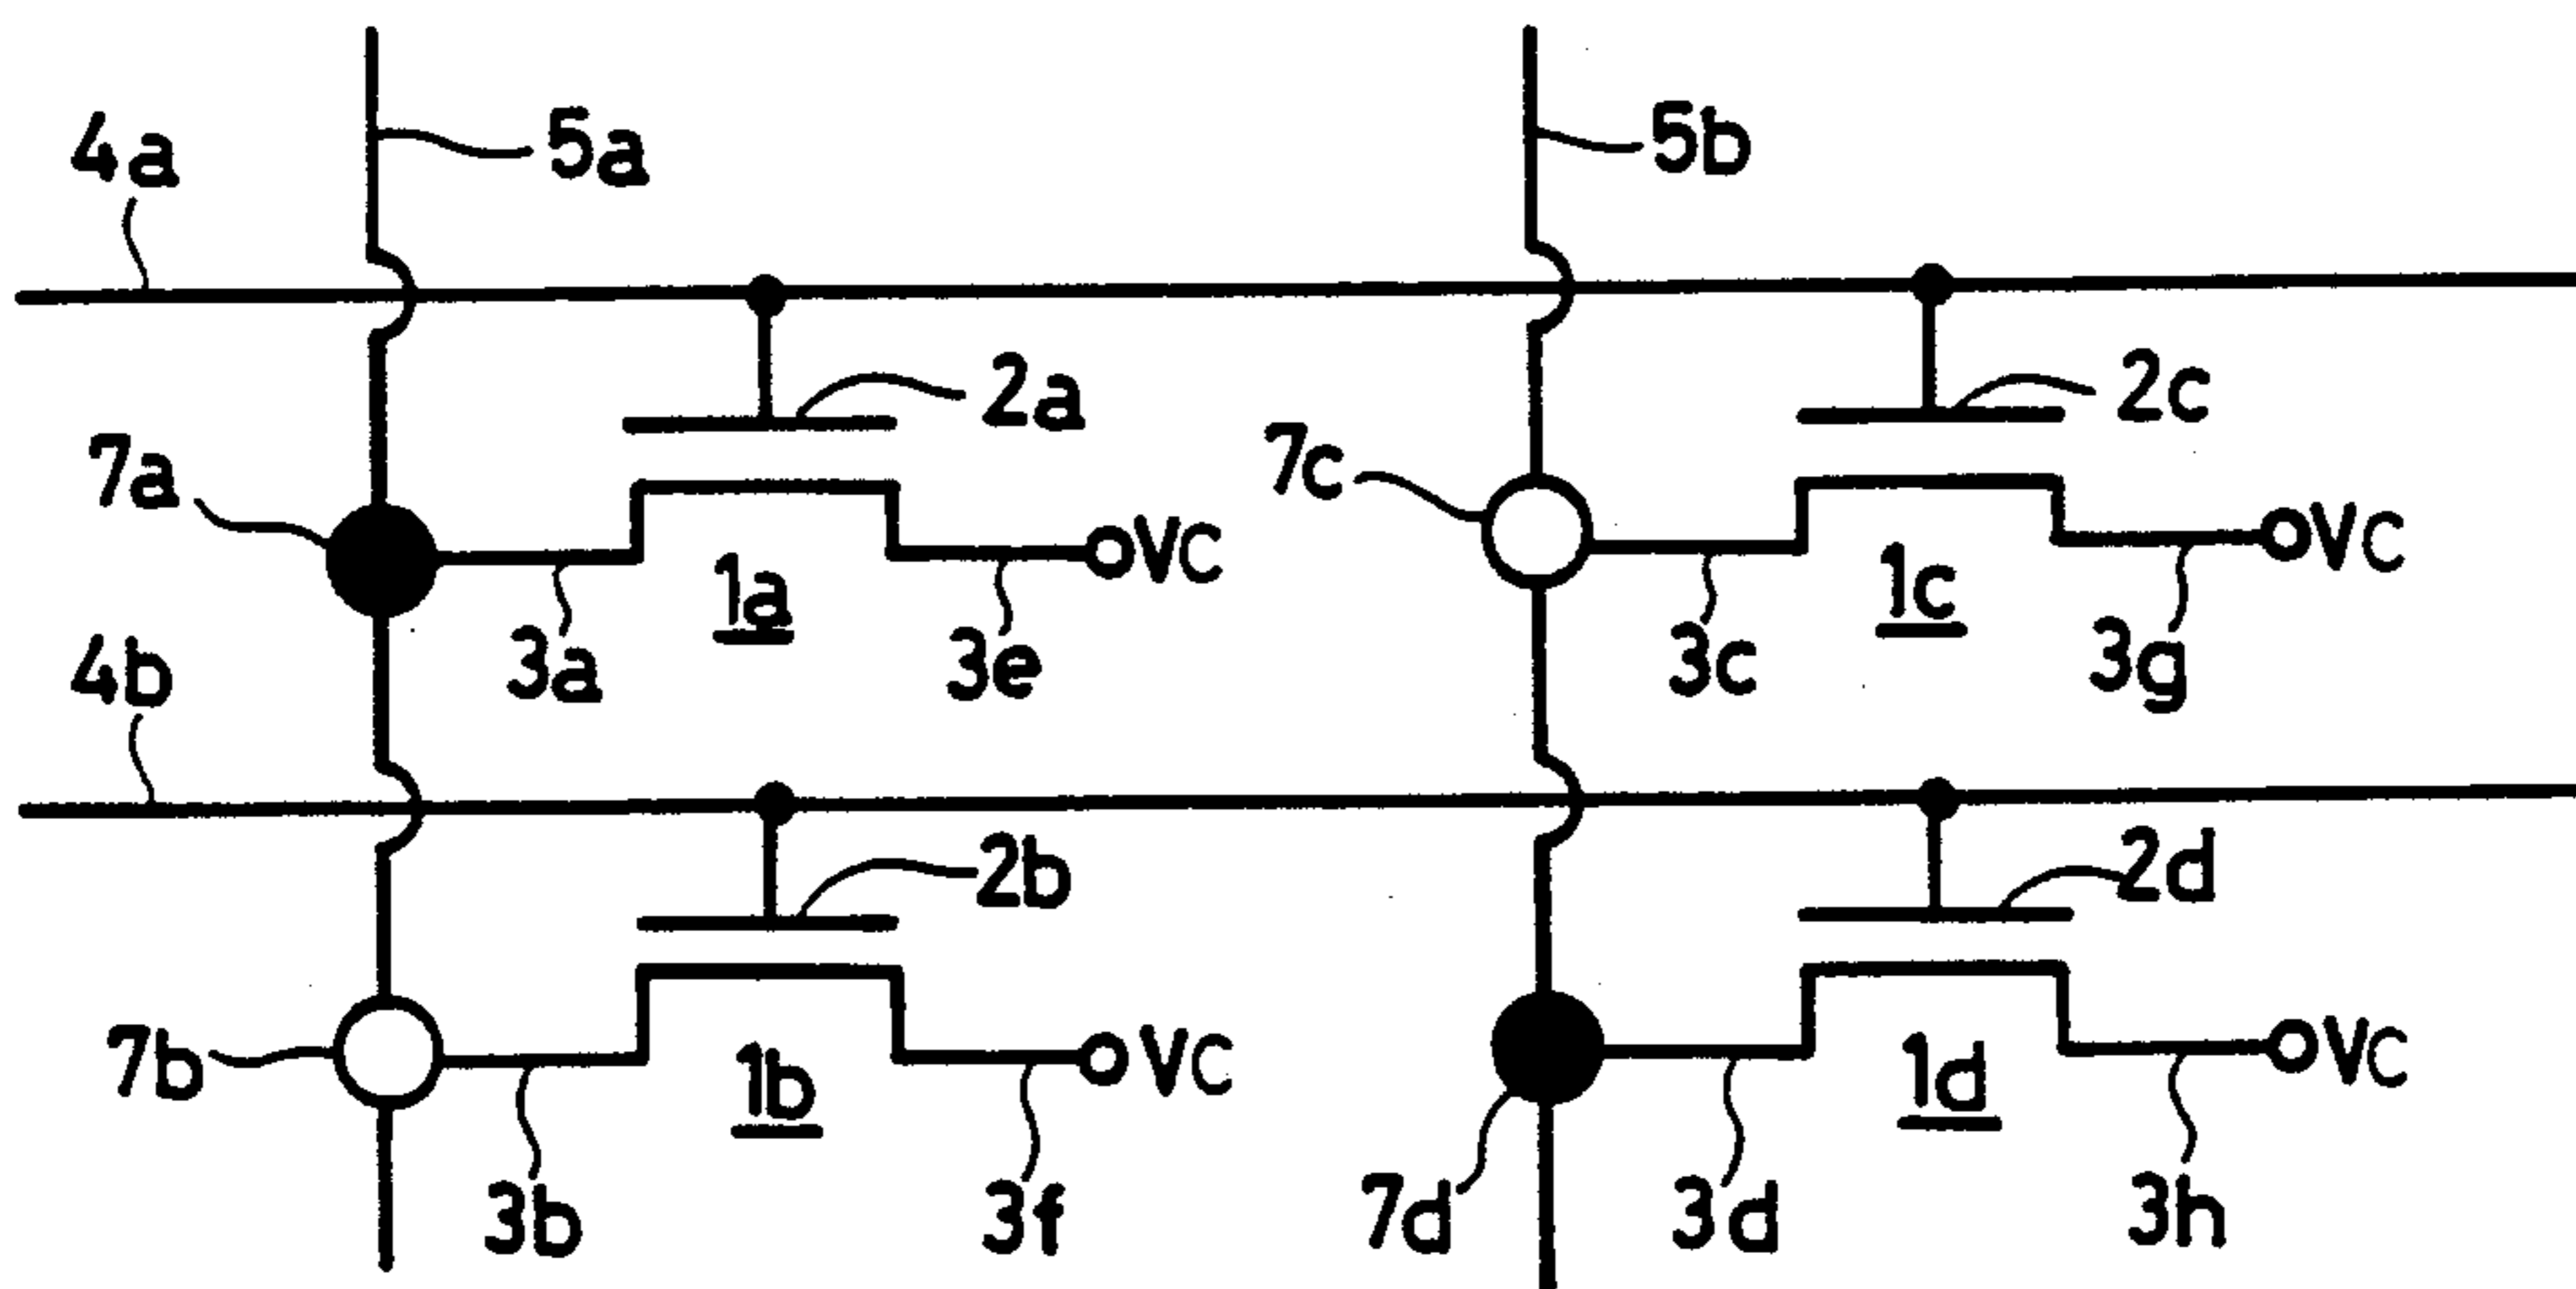 4a 5a 5b
2a 2c
7a 7c
VC VC
1a 1c
3a 3e 3c 3g
4b
2b 2d
7b VC VC
1b 1d
3b 3f 7d 3d 3h